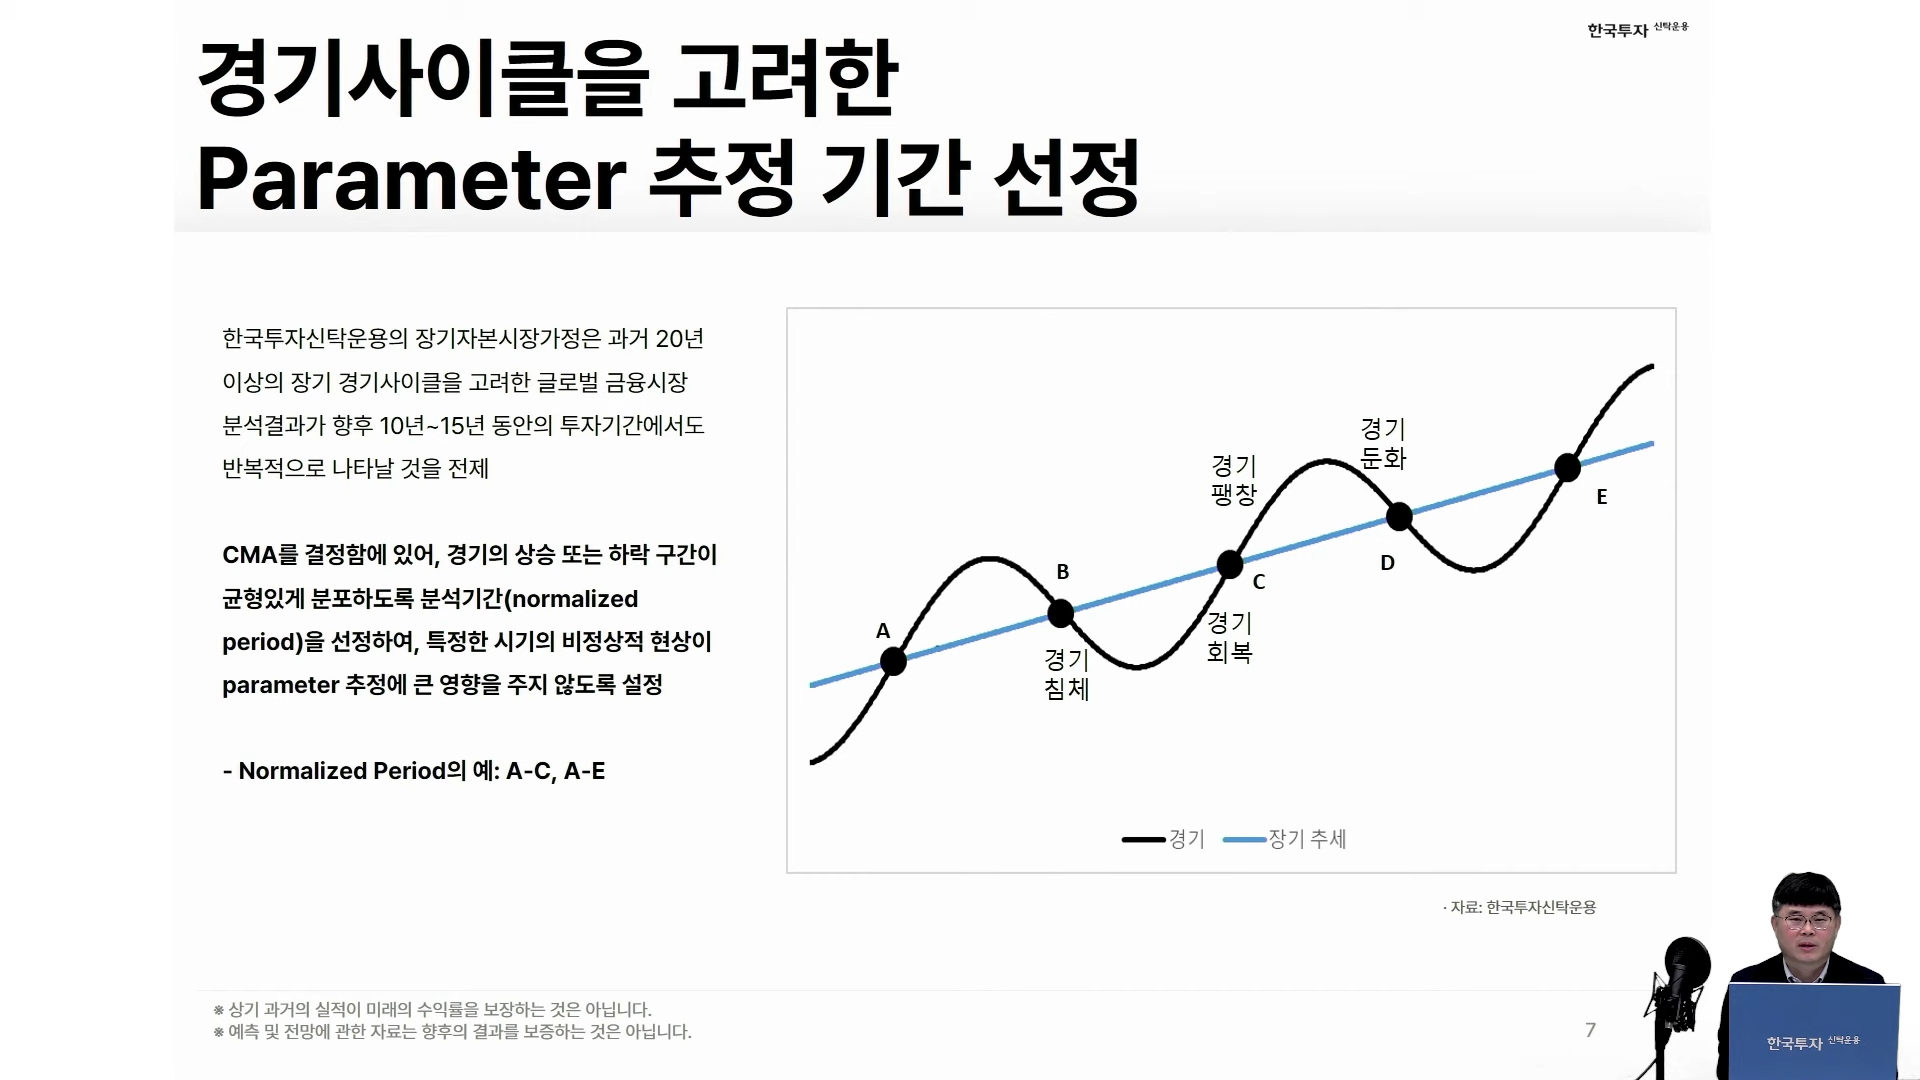 한국투자 신탁운용
경기사이클을 고려한
Parameter 추정 기간 선정
한국투자신탁운용의 장기자본시장가정은 과거 20년
이상의 장기 경기사이클을 고려한 글로벌 금융시장
분석결과가 향후 10년~15년 동안의 투자기간에서도
반복적으로 나타날 것을 전제
CMA를 결정함에 있어, 경기의 상승 또는 하락 구간이
균형있게 분포하도록 분석기간(normalized
period)을 선정하여, 특정한 시기의 비정상적 현상이
parameter 추정에 큰 영향을 주지 않도록 설정
- Normalized Period의 예: A-C, A-E
경기
둔화
경기
팽창
E
D
B
C
경기
회복
A
경기
침체
경기
장기 추세
· 자료: 한국투자신탁운용
※ 상기 과거의 실적이 미래의 수익률을 보장하는 것은 아닙니다.
※ 예측 및 전망에 관한 자료는 향후의 결과를 보증하는 것은 아닙니다.
7
한국투자 신탁운용